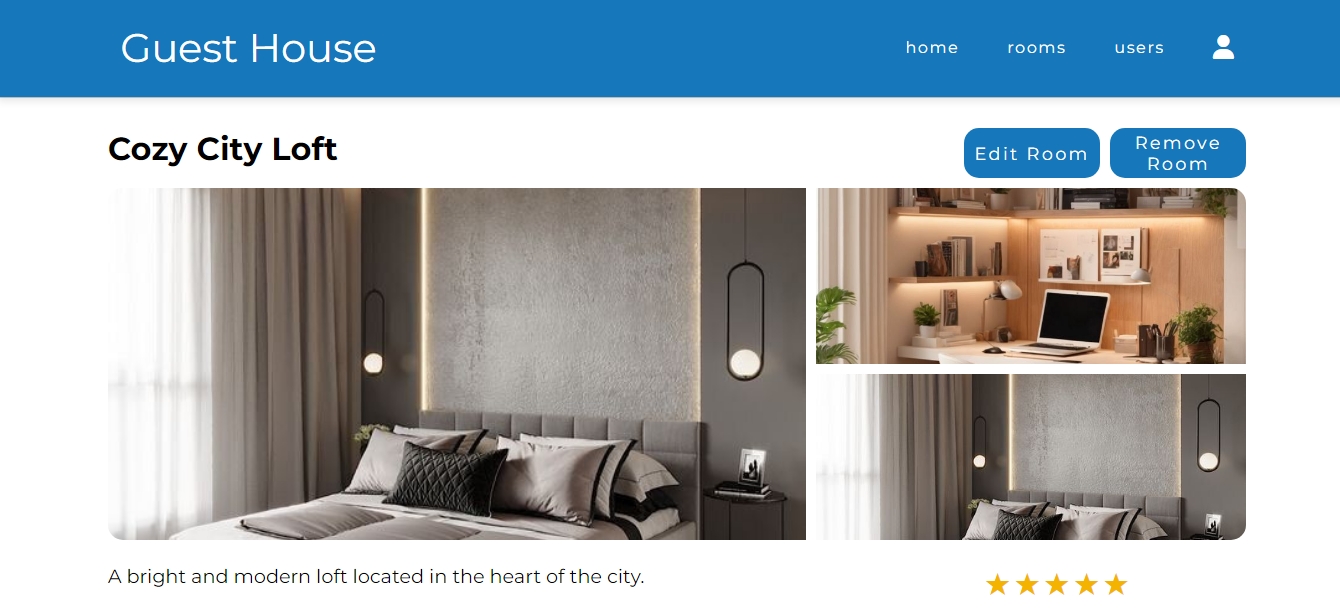 Guest House
home rooms users
Cozy City Loft
Edit Room
Remove
Room
A bright and modern loft located in the heart of the city.